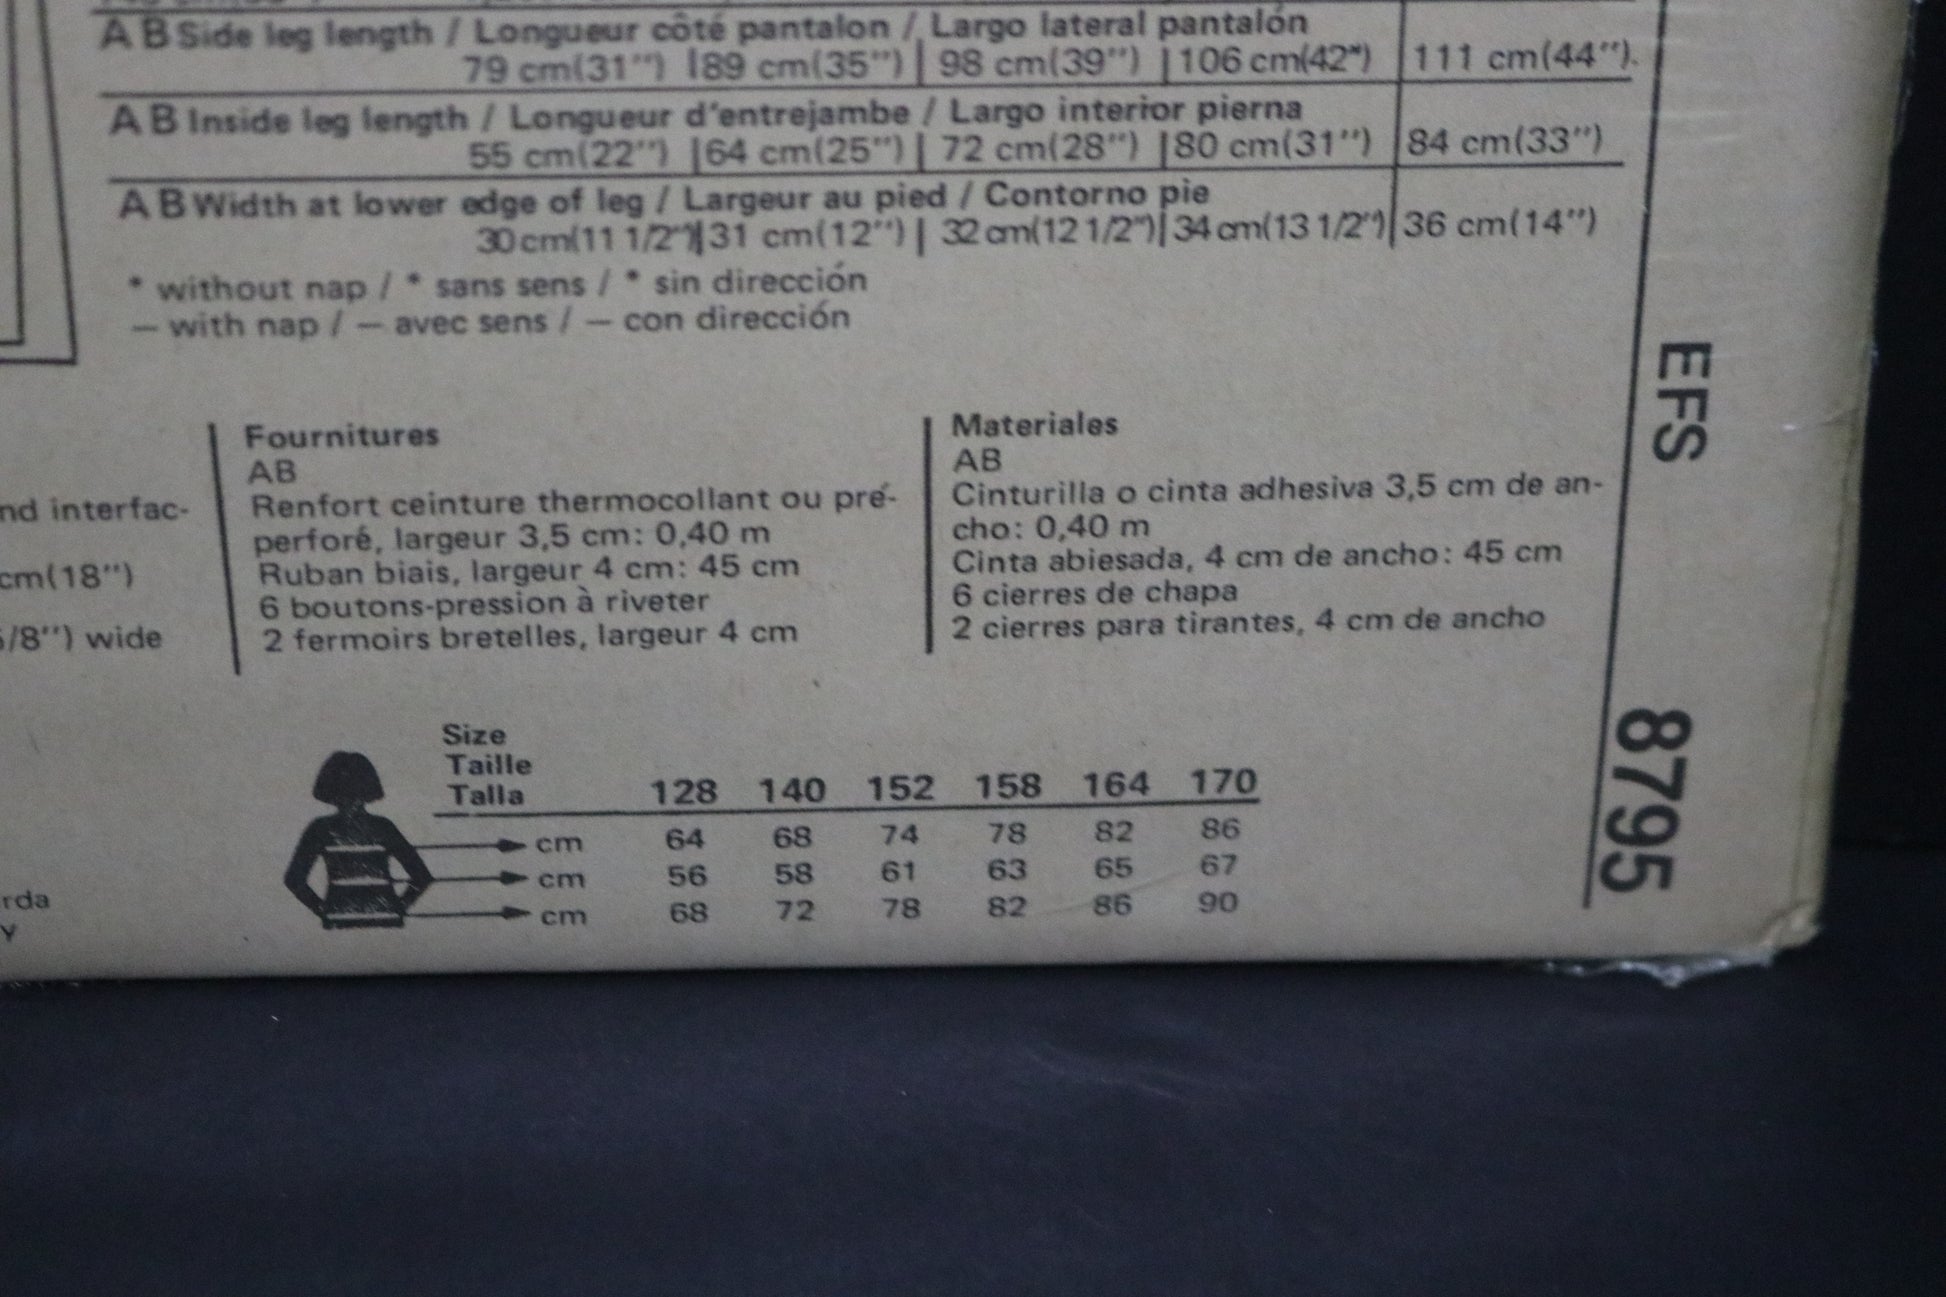 A B Side leg length / Longueur côté pantalon / Largo lateral pantalón
79 cm(31'') | 89 cm(35'') | 98 cm(39'') | 106 cm(42'') | 111 cm(44'').
A B Inside leg length / Longueur d'entrejambe / Largo interior pierna
55 cm(22'') | 64 cm(25'') | 72 cm(28'') | 80 cm(31'') | 84 cm(33'')
A B Width at lower edge of leg / Largeur au pied / Contorno pie
30 cm(11 1/2'') | 31 cm(12'') | 32 cm(12 1/2'') | 34 cm(13 1/2'') | 36 cm(14'')
* without nap / * sans sens / * sin dirección
— with nap / — avec sens / — con dirección
nd interfac-
cm(18'')
/8'') wide
Fournitures
AB
Renfort ceinture thermocollant ou pré-
perforé, largeur 3,5 cm: 0,40 m
Ruban biais, largeur 4 cm: 45 cm
6 boutons-pression à riveter
2 fermoirs bretelles, largeur 4 cm
Materiales
AB
Cinturilla o cinta adhesiva 3,5 cm de an-
cho: 0,40 m
Cinta abiesada, 4 cm de ancho: 45 cm
6 cierres de chapa
2 cierres para tirantes, 4 cm de ancho
Size
Taille
Talla 128 140 152 158 164 170
cm 64 68 74 78 82 86
cm 56 58 61 63 65 67
cm 68 72 78 82 86 90
rda
Y
EFS
8795